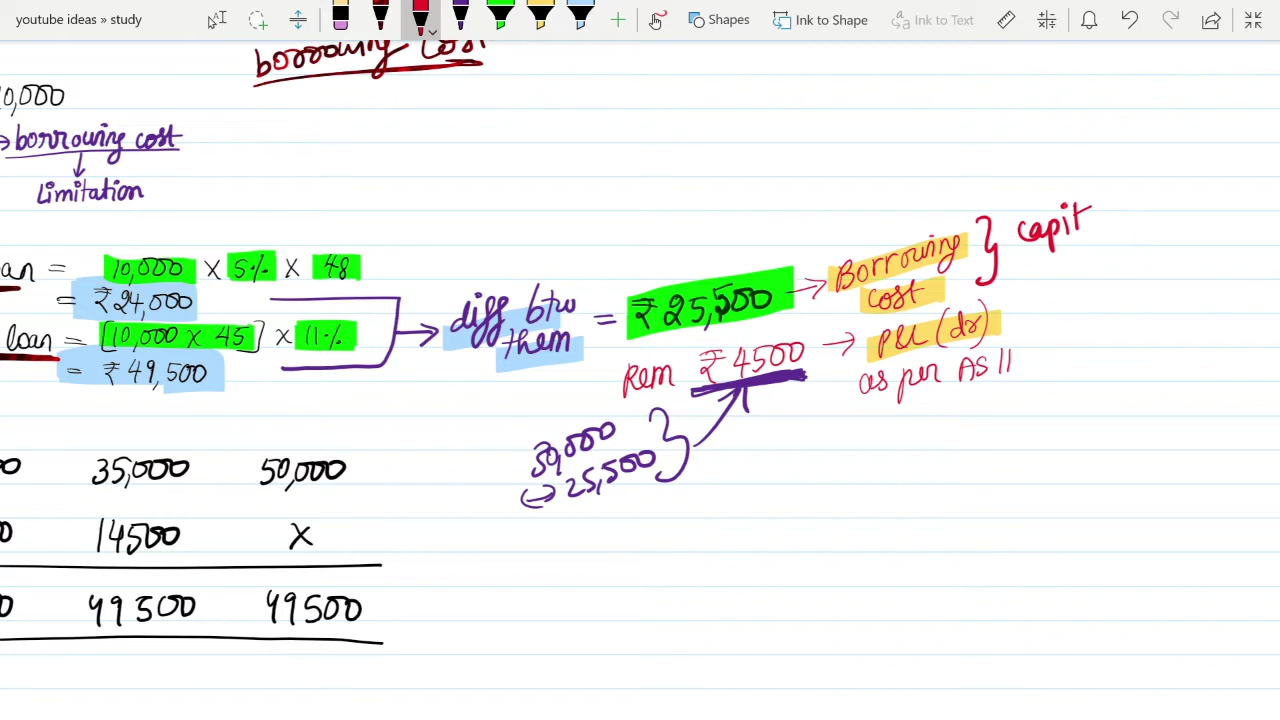 youtube ideas » study
Shapes
Ink to Shape
Ink to Text
borrowing cost
10,000
→ borrowing cost
↓
Limitation
an = 10,000 × 5% × 48
= ₹24,000
loan = [10,000 × 45] × 11%
= ₹49,500
diff btw
them
= ₹25,500 → Borrowing
cost
} capit
Rem ₹4500 → P&L (dr)
as per AS 11
30,000
(-) 25,500
00 35,000 50,000
0 14500 ×
0 49500 49500